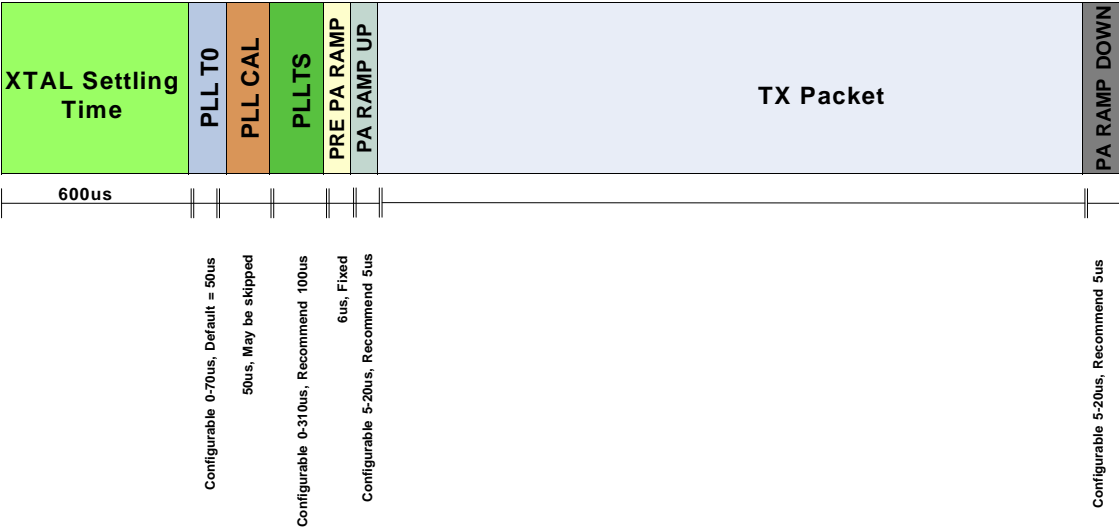 XTAL Settling
Time
PLL T0
PLL CAL
PLLTS
PRE PA RAMP
PA RAMP UP
TX Packet
PA RAMP DOWN
600us
Configurable 0-70us, Default = 50us
50us, May be skipped
Configurable 0-310us, Recommend 100us
6us, Fixed
Configurable 5-20us, Recommend 5us
Configurable 5-20us, Recommend 5us